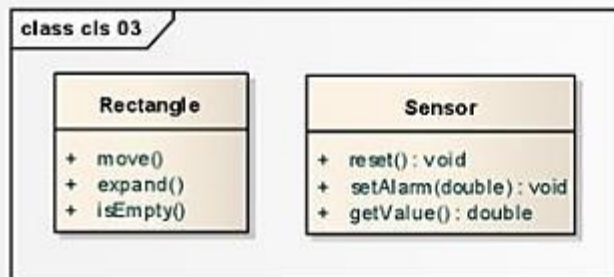 class cls 03
Rectangle
+ move()
+ expand()
+ isEmpty()
Sensor
+ reset() : void
+ setAlarm(double) : void
+ getValue() : double